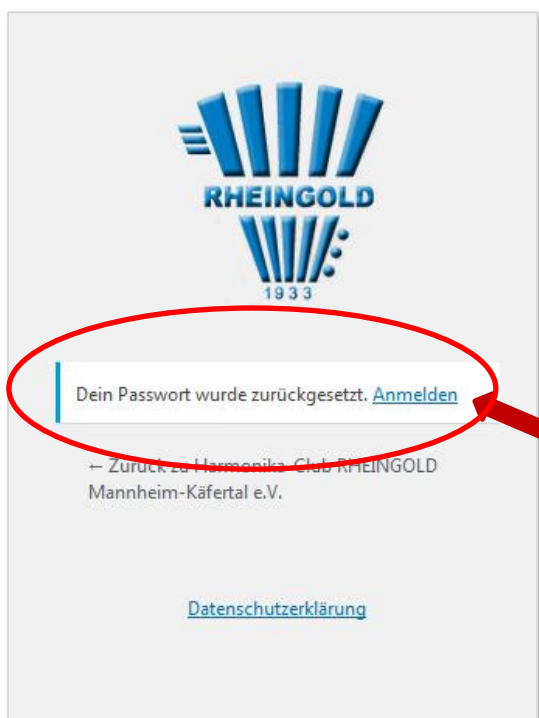 RHEINGOLD
1933
Dein Passwort wurde zurückgesetzt. Anmelden
← Zurück zu Harmonika-Club RHEINGOLD
Mannheim-Käfertal e.V.
Datenschutzerklärung